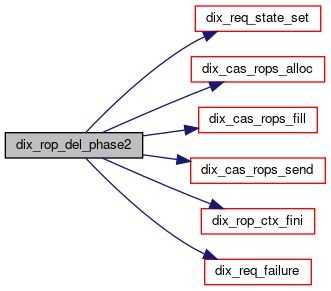 dix_req_state_set
dix_cas_rops_alloc
dix_cas_rops_fill
dix_rop_del_phase2
dix_cas_rops_send
dix_rop_ctx_fini
dix_req_failure